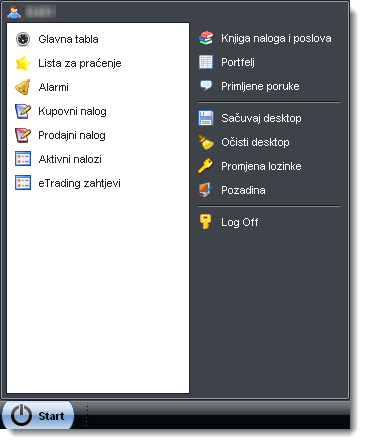 Glavna tabla
Lista za praćenje
Alarmi
Kupovni nalog
Prodajni nalog
Aktivni nalozi
eTrading zahtjevi
Knjiga naloga i poslova
Portfelj
Primljene poruke
Sačuvaj desktop
Očisti desktop
Promjena lozinke
Pozadina
Log Off
Start